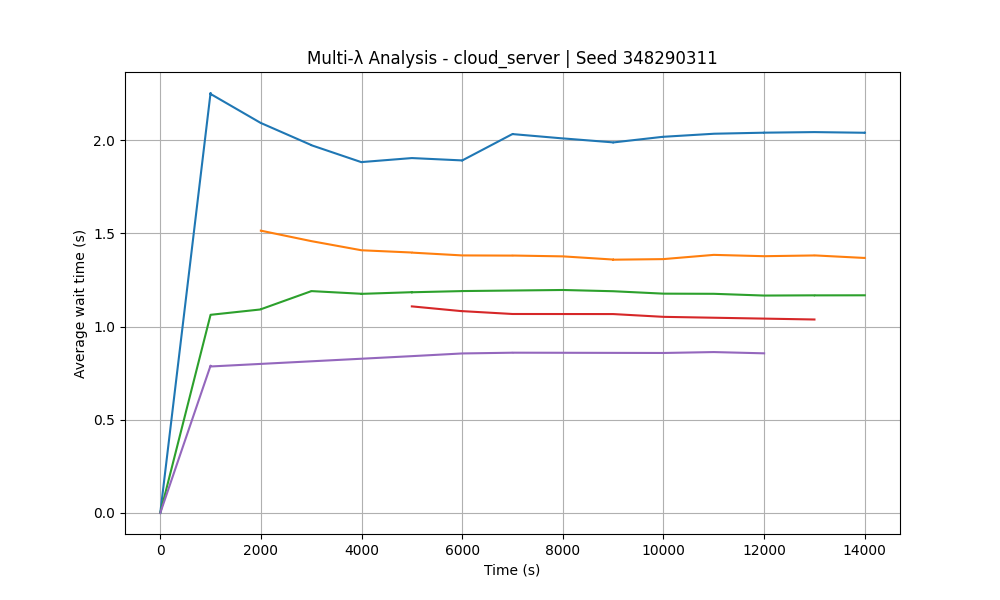 Multi-λ Analysis - cloud_server | Seed 348290311
Average wait time (s)
2.0
1.5
1.0
0.5
0.0
0 2000 4000 6000 8000 10000 12000 14000
Time (s)